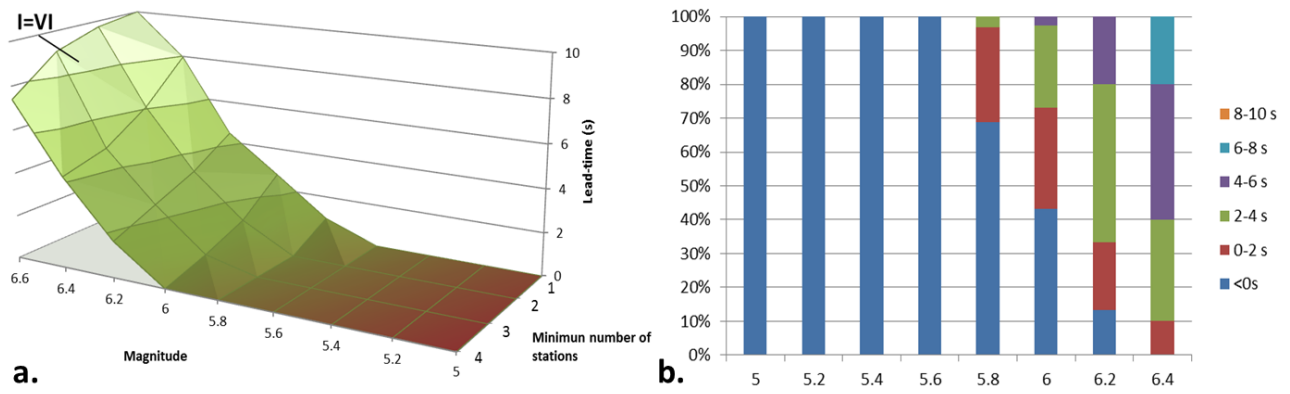 I=VI
10
8
6
4
2
0
Lead-time (s)
6.6
6.4
6.2
6
5.8
5.6
5.4
5.2
5
1
2
3
4
Magnitude
Minimun number of
stations
a.
100%
90%
80%
70%
60%
50%
40%
30%
20%
10%
0%
5 5.2 5.4 5.6 5.8 6 6.2 6.4
8-10 s
6-8 s
4-6 s
2-4 s
0-2 s
<0s
b.